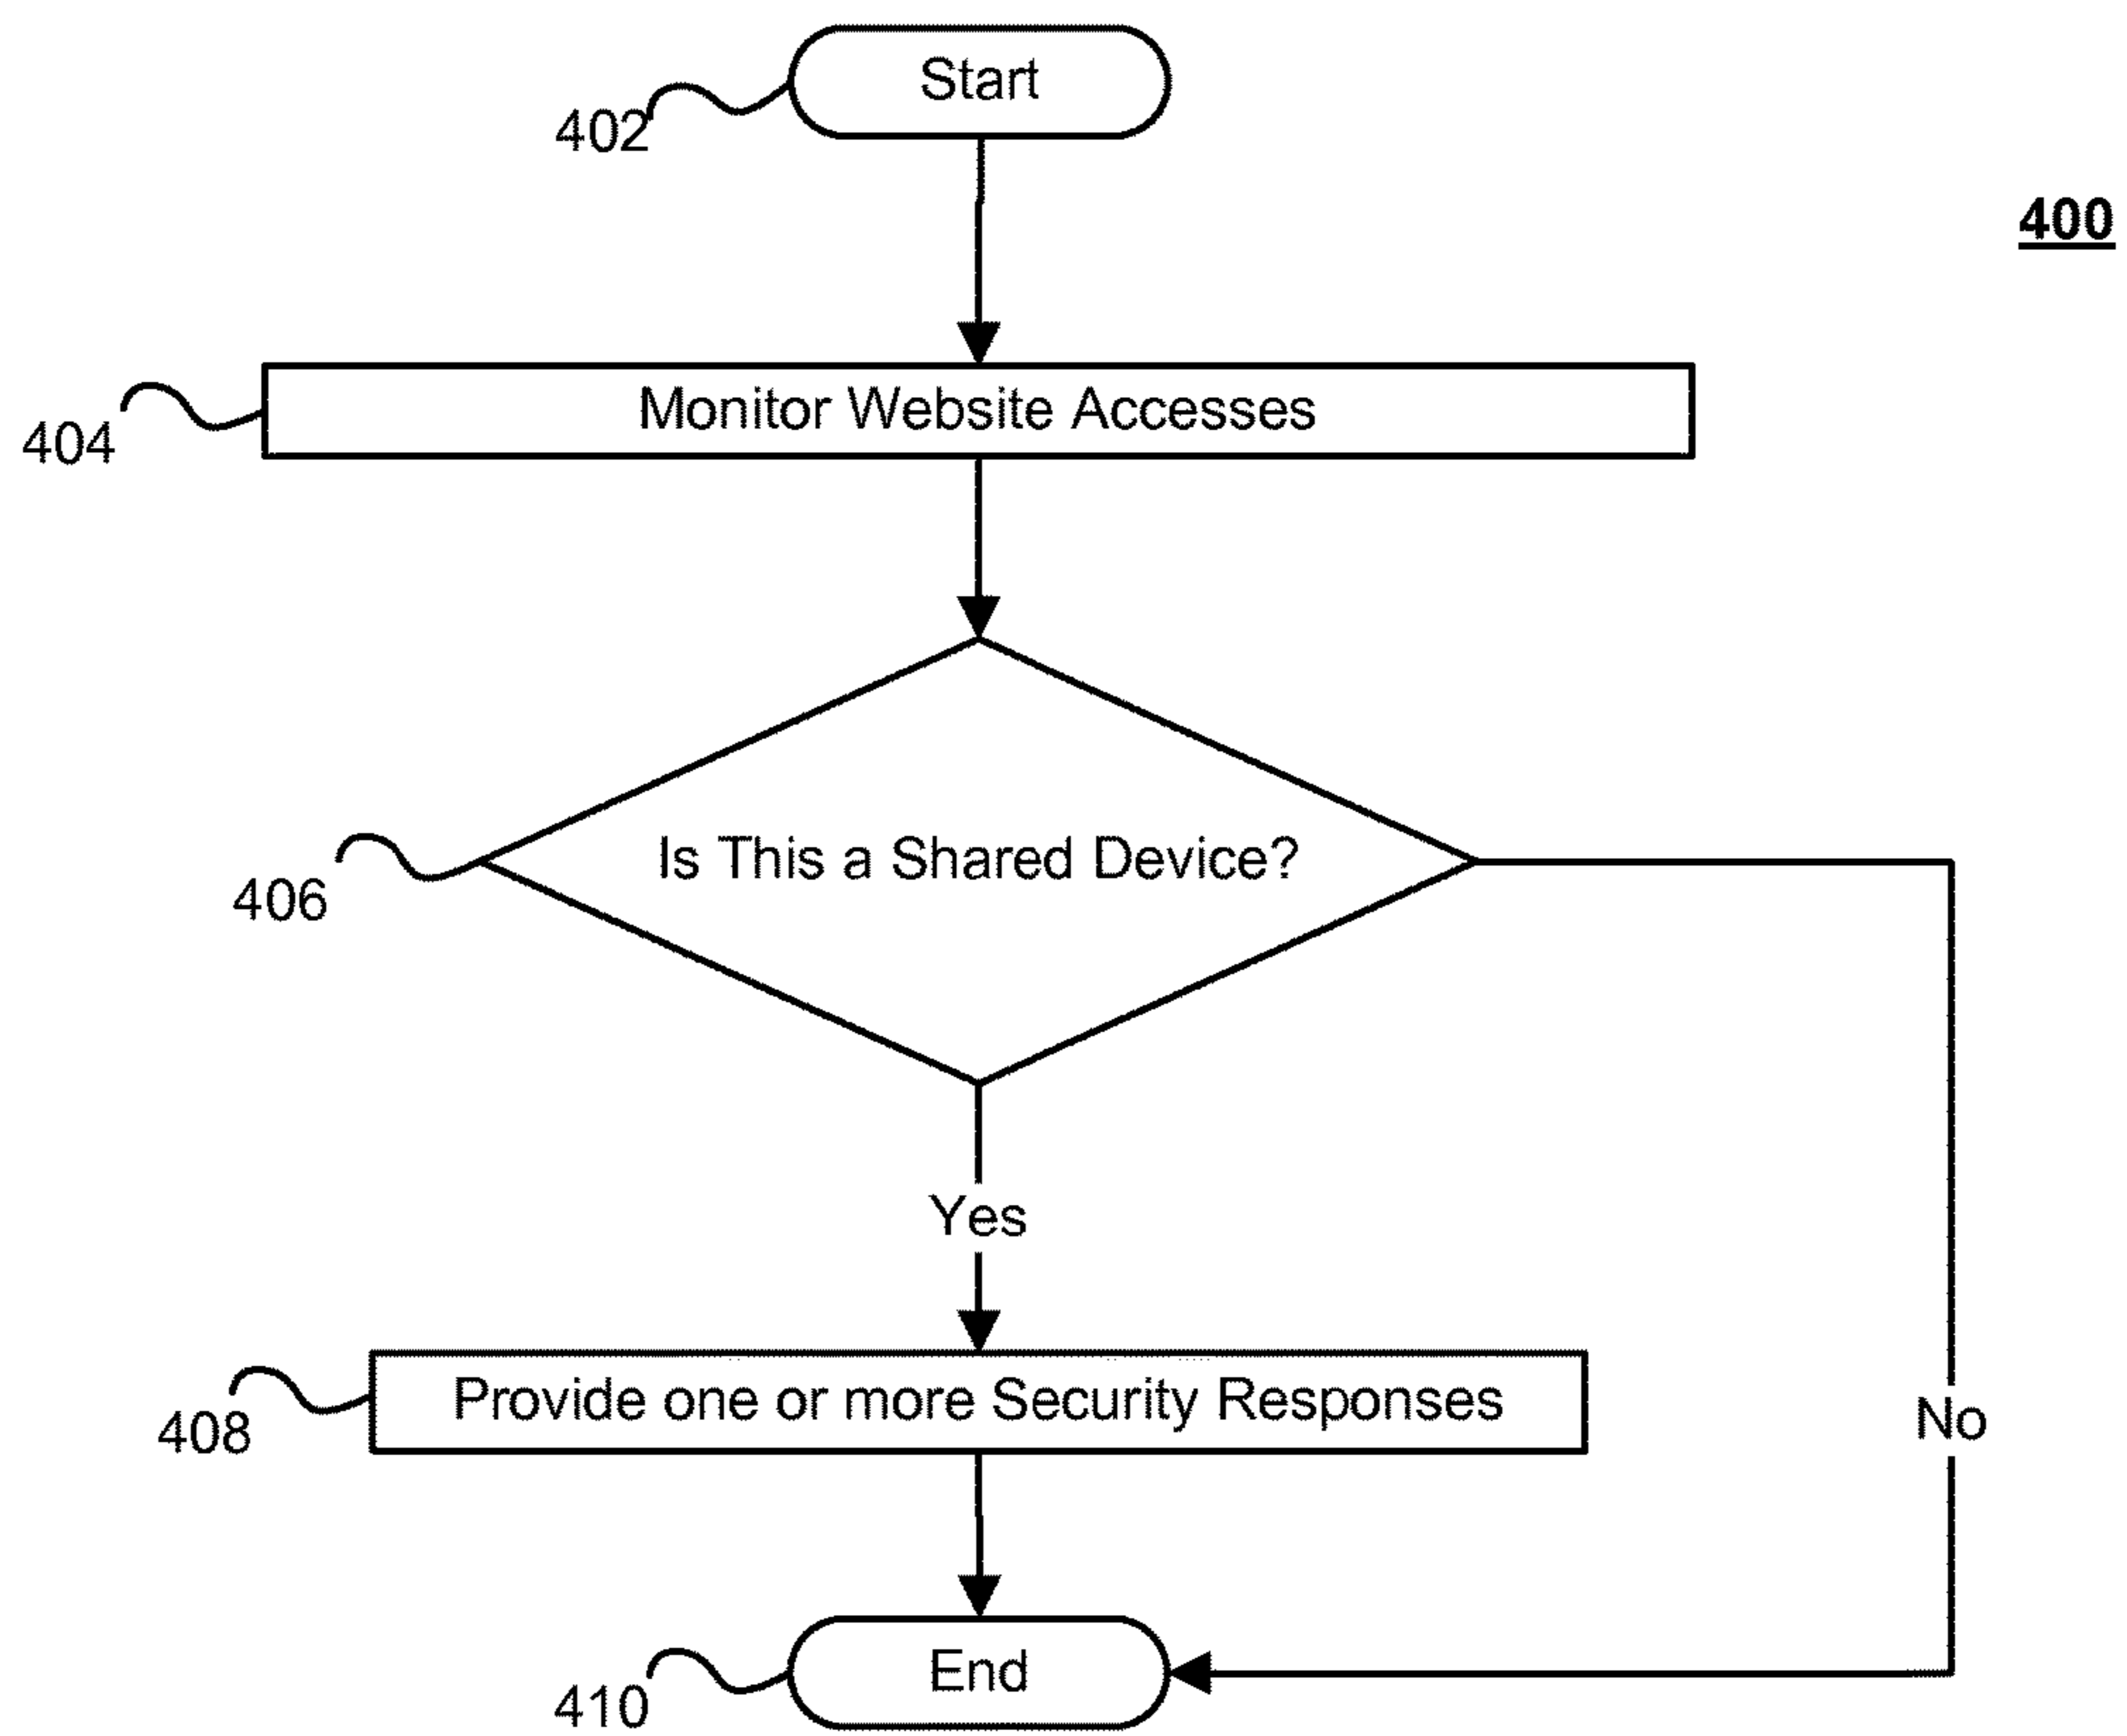 Start
402
400
Monitor Website Accesses
404
Is This a Shared Device?
406
Yes
Provide one or more Security Responses
408
No
End
410